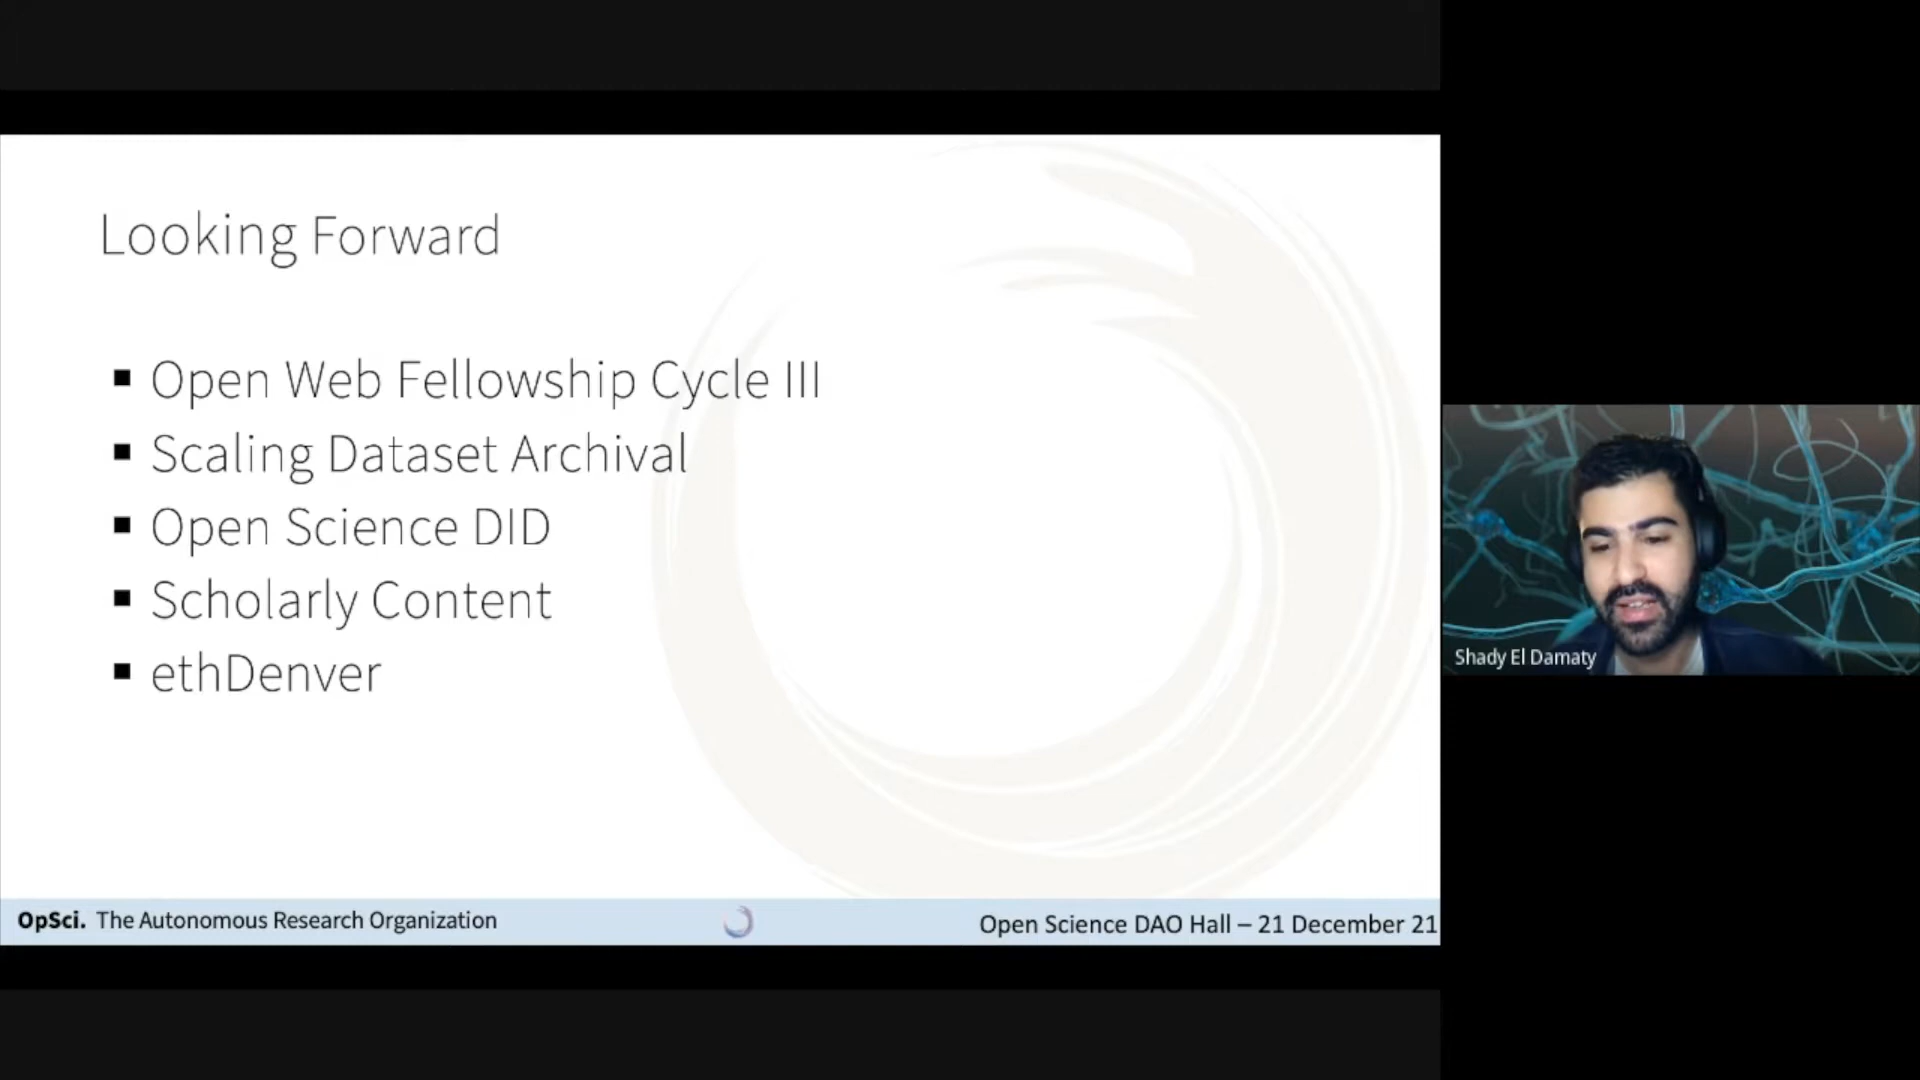 Looking Forward
▪ Open Web Fellowship Cycle III
▪ Scaling Dataset Archival
▪ Open Science DID
▪ Scholarly Content
▪ ethDenver
Shady El Damaty
OpSci. The Autonomous Research Organization
Open Science DAO Hall – 21 December 21